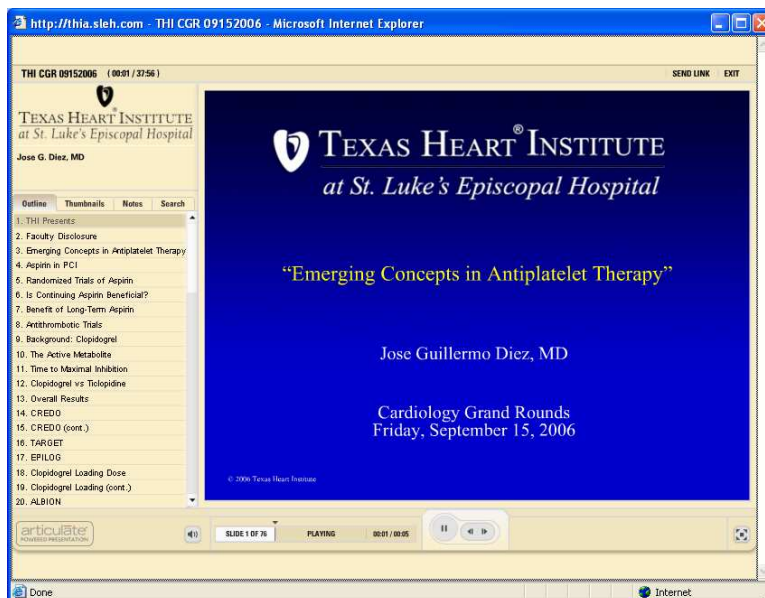 http://thia.sleh.com - THI CGR 09152006 - Microsoft Internet Explorer
THI CGR 09152006 ( 00:01 / 37:56 )
SEND LINK EXIT
TEXAS HEART® INSTITUTE
at St. Luke's Episcopal Hospital
Jose G. Diez, MD
Outline Thumbnails Notes Search
1. THI Presents
2. Faculty Disclosure
3. Emerging Concepts in Antiplatelet Therapy
4. Aspirin in PCI
5. Randomized Trials of Aspirin
6. Is Continuing Aspirin Beneficial?
7. Benefit of Long-Term Aspirin
8. Antithrombotic Trials
9. Background: Clopidogrel
10. The Active Metabolite
11. Time to Maximal Inhibition
12. Clopidogrel vs Ticlopidine
13. Overall Results
14. CREDO
15. CREDO (cont.)
16. TARGET
17. EPILOG
18. Clopidogrel Loading Dose
19. Clopidogrel Loading (cont.)
20. ALBION
TEXAS HEART® INSTITUTE
at St. Luke's Episcopal Hospital
“Emerging Concepts in Antiplatelet Therapy”
Jose Guillermo Diez, MD
Cardiology Grand Rounds
Friday, September 15, 2006
© 2006 Texas Heart Institute
articulate
POWERED PRESENTATION
SLIDE 1 OF 76 PLAYING 00:01 / 00:05
Done
Internet